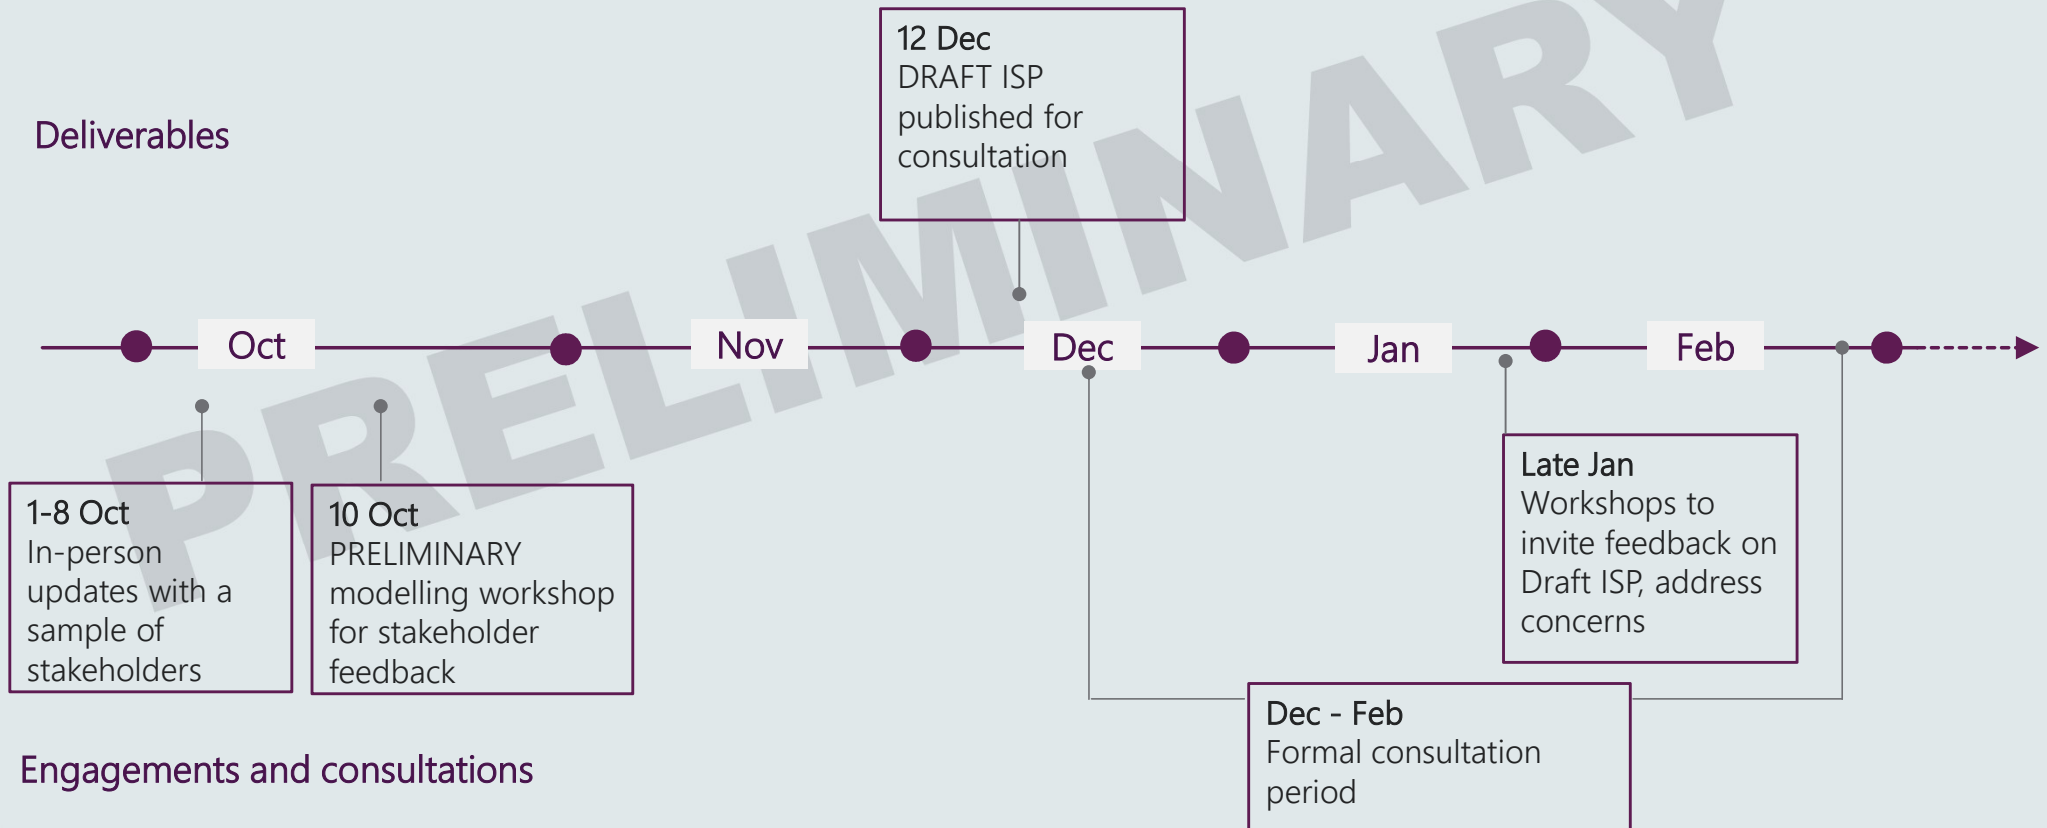 12 Dec
DRAFT ISP
published for
consultation
Deliverables
PRELIMINARY
Oct
Nov
Dec
Jan
Feb
1-8 Oct
In-person
updates with a
sample of
stakeholders
10 Oct
PRELIMINARY
modelling workshop
for stakeholder
feedback
Late Jan
Workshops to
invite feedback on
Draft ISP, address
concerns
Dec - Feb
Formal consultation
period
Engagements and consultations